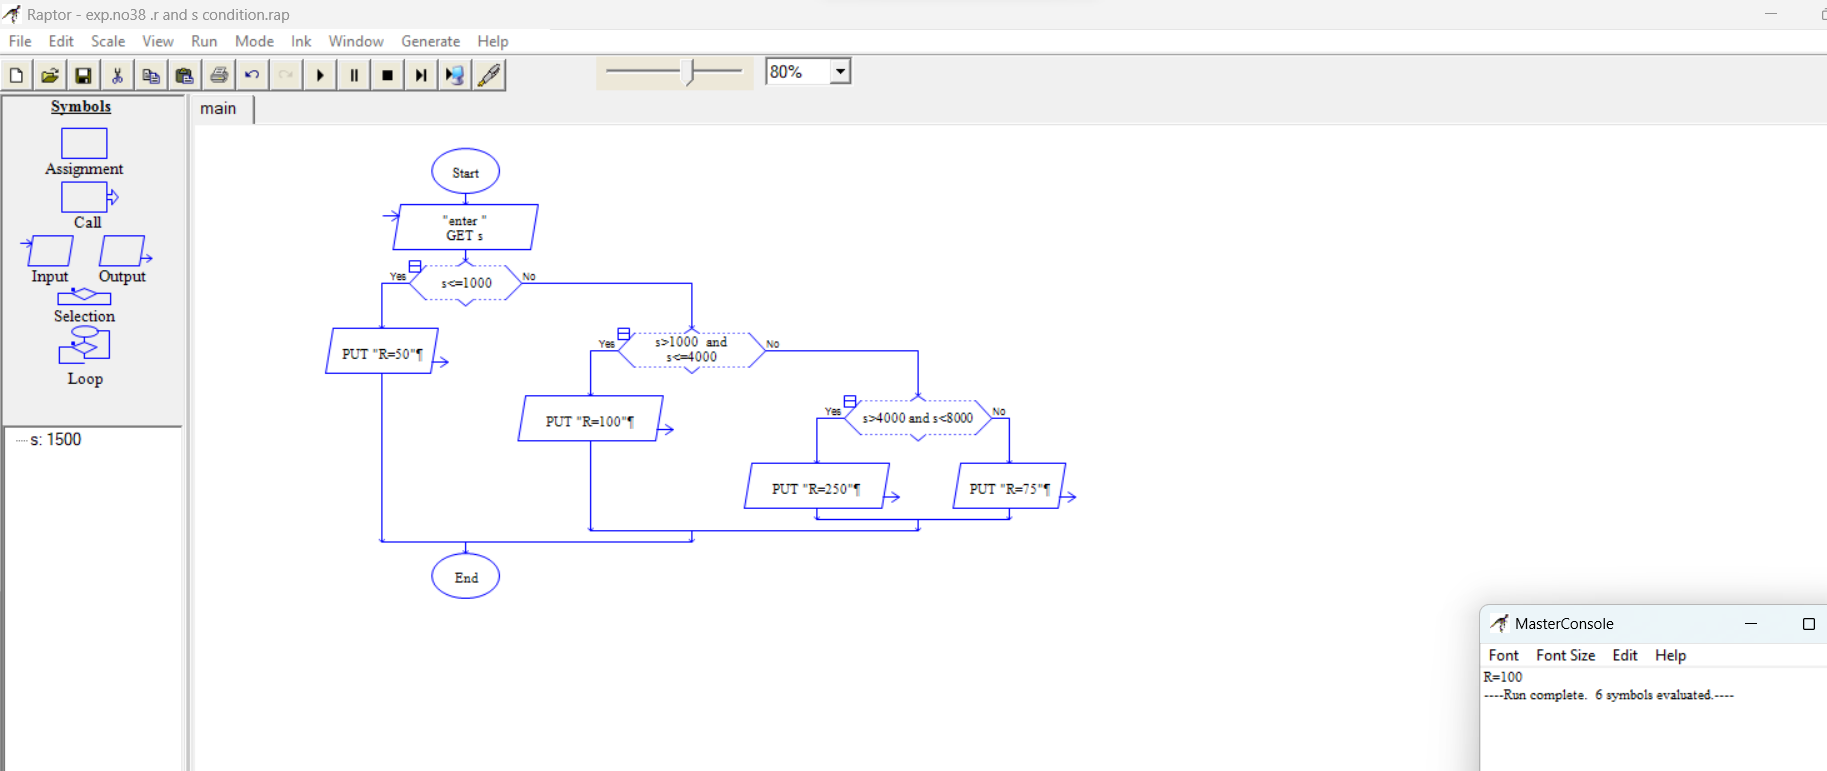 Raptor - exp.no38 .r and s condition.rap
File Edit Scale View Run Mode Ink Window Generate Help
80%
Symbols
Assignment
Call
Input Output
Selection
Loop
s: 1500
main
Start
"enter "
GET s
Yes
s<=1000
No
PUT "R=50"¶
Yes
s>1000 and
s<=4000
No
PUT "R=100"¶
Yes
s>4000 and s<8000
No
PUT "R=250"¶
PUT "R=75"¶
End
MasterConsole
Font Font Size Edit Help
R=100
----Run complete. 6 symbols evaluated.----